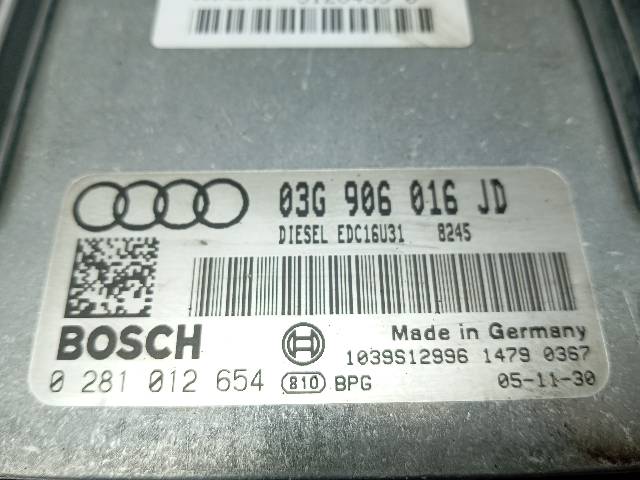 03G 906 016 JD
DIESEL EDC16U31 8245
BOSCH
Made in Germany
1039S12996 1479 0367
0 281 012 654 810 BPG
05-11-30